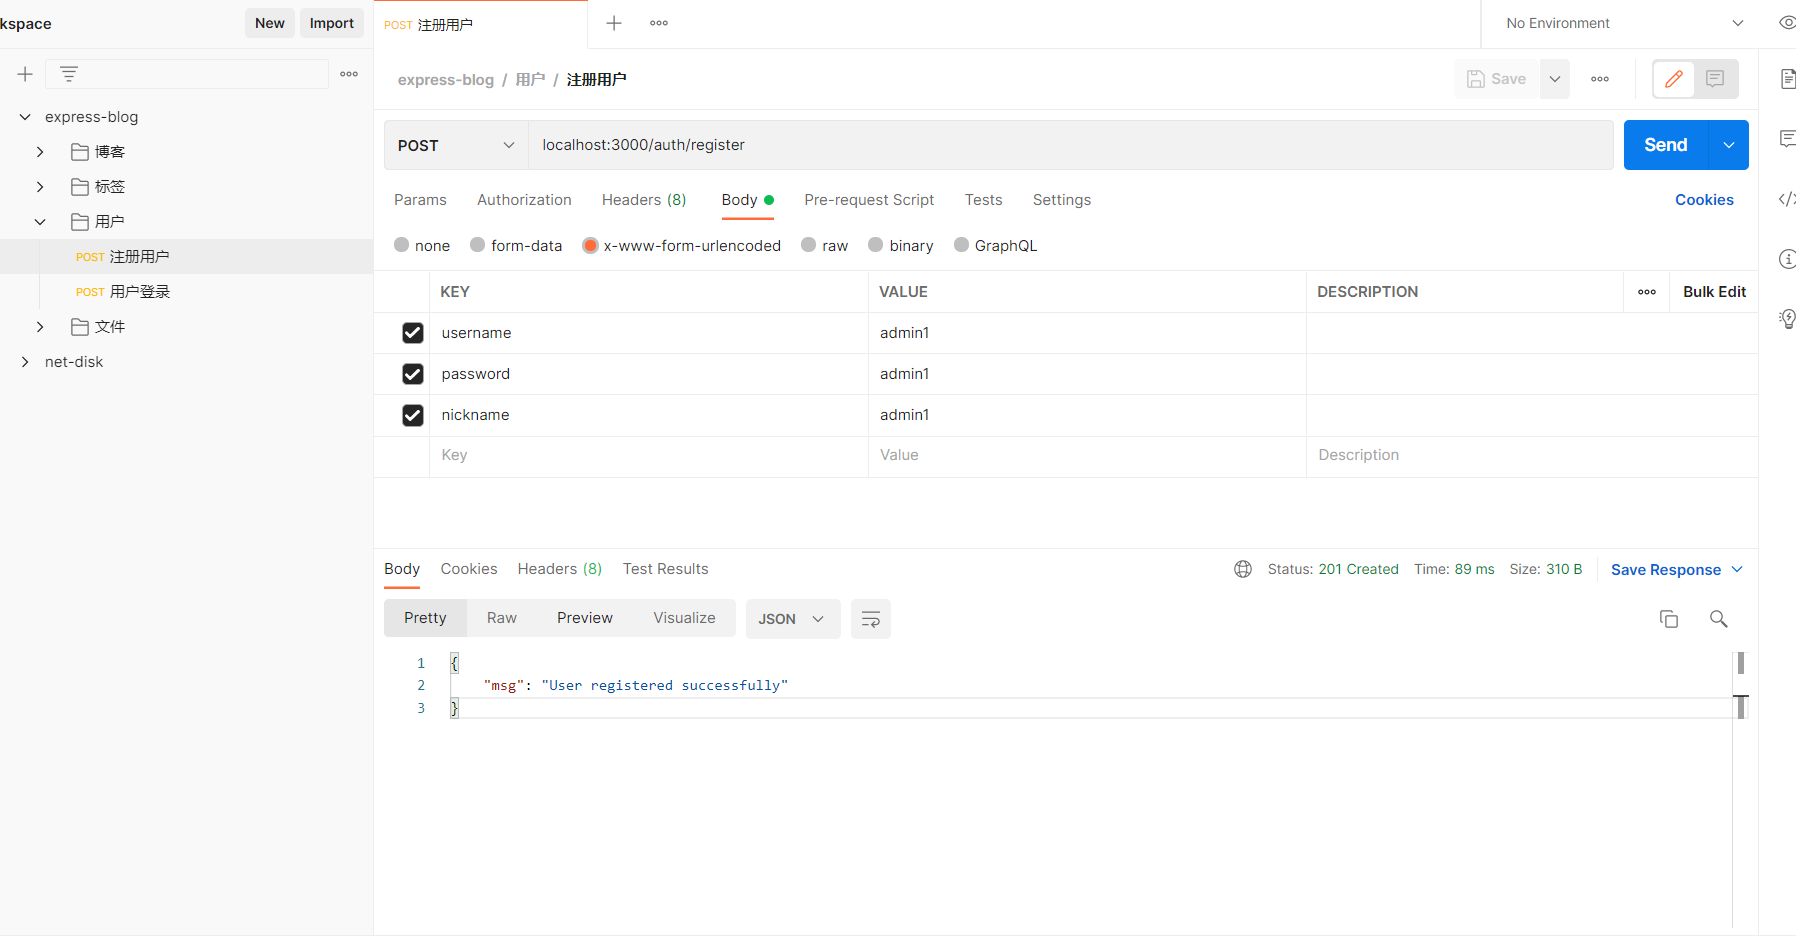 kspace
New
Import
express-blog
博客
标签
用户
POST 注册用户
POST 用户登录
文件
net-disk
POST 注册用户
No Environment
express-blog / 用户 / 注册用户
Save
POST
localhost:3000/auth/register
Send
Params Authorization Headers (8) Body Pre-request Script Tests Settings Cookies
none form-data x-www-form-urlencoded raw binary GraphQL
KEY VALUE DESCRIPTION Bulk Edit
username admin1
password admin1
nickname admin1
Key Value Description
Body Cookies Headers (8) Test Results Status: 201 Created Time: 89 ms Size: 310 B Save Response
Pretty Raw Preview Visualize JSON
1 {
2 "msg": "User registered successfully"
3 }